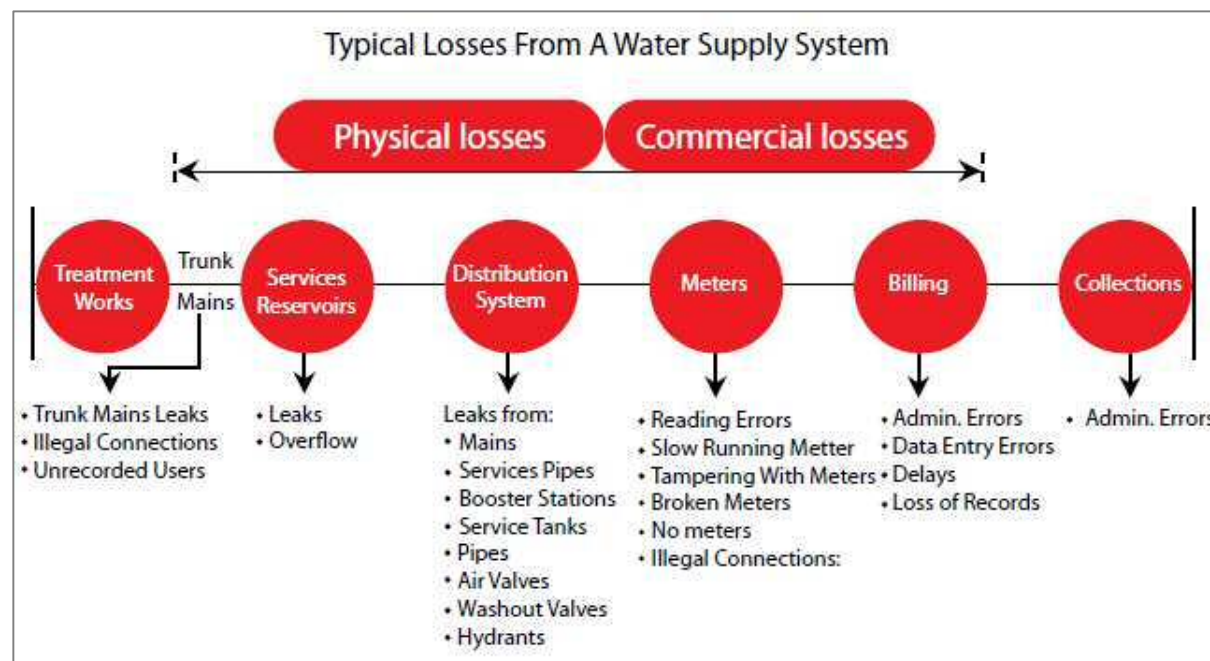 Typical Losses From A Water Supply System
Physical losses
Commercial losses
Treatment
Works
Trunk
Mains
Services
Reservoirs
Distribution
System
Meters
Billing
Collections
• Trunk Mains Leaks
• Illegal Connections
• Unrecorded Users
• Leaks
• Overflow
Leaks from:
• Mains
• Services Pipes
• Booster Stations
• Service Tanks
• Pipes
• Air Valves
• Washout Valves
• Hydrants
• Reading Errors
• Slow Running Metter
• Tampering With Meters
• Broken Meters
• No meters
• Illegal Connections:
• Admin. Errors
• Data Entry Errors
• Delays
• Loss of Records
• Admin. Errors